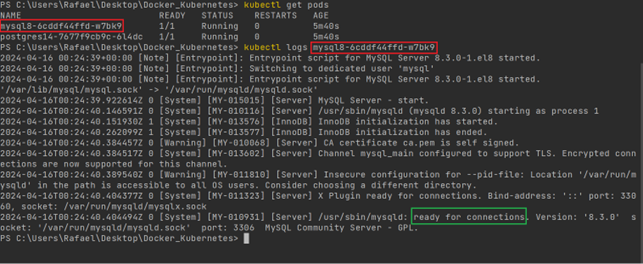 PS C:\Users\Rafael\Desktop\Docker_Kubernetes> kubectl get pods
NAME READY STATUS RESTARTS AGE
mysql8-6cddf44ffd-w7bk9 1/1 Running 0 5m40s
postgres14-7677f9cb9c-6l4dc 1/1 Running 0 5m40s
PS C:\Users\Rafael\Desktop\Docker_Kubernetes> kubectl logs mysql8-6cddf44ffd-w7bk9
2024-04-16 00:24:39+00:00 [Note] [Entrypoint]: Entrypoint script for MySQL Server 8.3.0-1.el8 started.
2024-04-16 00:24:39+00:00 [Note] [Entrypoint]: Switching to dedicated user 'mysql'
2024-04-16 00:24:39+00:00 [Note] [Entrypoint]: Entrypoint script for MySQL Server 8.3.0-1.el8 started.
'/var/lib/mysql/mysql.sock' -> '/var/run/mysqld/mysqld.sock'
2024-04-16T00:24:39.922614Z 0 [System] [MY-015015] [Server] MySQL Server - start.
2024-04-16T00:24:40.146591Z 0 [System] [MY-010116] [Server] /usr/sbin/mysqld (mysqld 8.3.0) starting as process 1
2024-04-16T00:24:40.151930Z 1 [System] [MY-013576] [InnoDB] InnoDB initialization has started.
2024-04-16T00:24:40.262099Z 1 [System] [MY-013577] [InnoDB] InnoDB initialization has ended.
2024-04-16T00:24:40.384457Z 0 [Warning] [MY-010068] [Server] CA certificate ca.pem is self signed.
2024-04-16T00:24:40.384574Z 0 [System] [MY-013602] [Server] Channel mysql_main configured to support TLS. Encrypted conn
ections are now supported for this channel.
2024-04-16T00:24:40.389540Z 0 [Warning] [MY-011810] [Server] Insecure configuration for --pid-file: Location '/var/run/m
ysqld' in the path is accessible to all OS users. Consider choosing a different directory.
2024-04-16T00:24:40.404377Z 0 [System] [MY-011323] [Server] X Plugin ready for connections. Bind-address: '::' port: 330
60, socket: /var/run/mysqld/mysqlx.sock
2024-04-16T00:24:40.404494Z 0 [System] [MY-010931] [Server] /usr/sbin/mysqld: ready for connections. Version: '8.3.0' s
ocket: '/var/run/mysqld/mysqld.sock' port: 3306 MySQL Community Server - GPL.
PS C:\Users\Rafael\Desktop\Docker_Kubernetes>